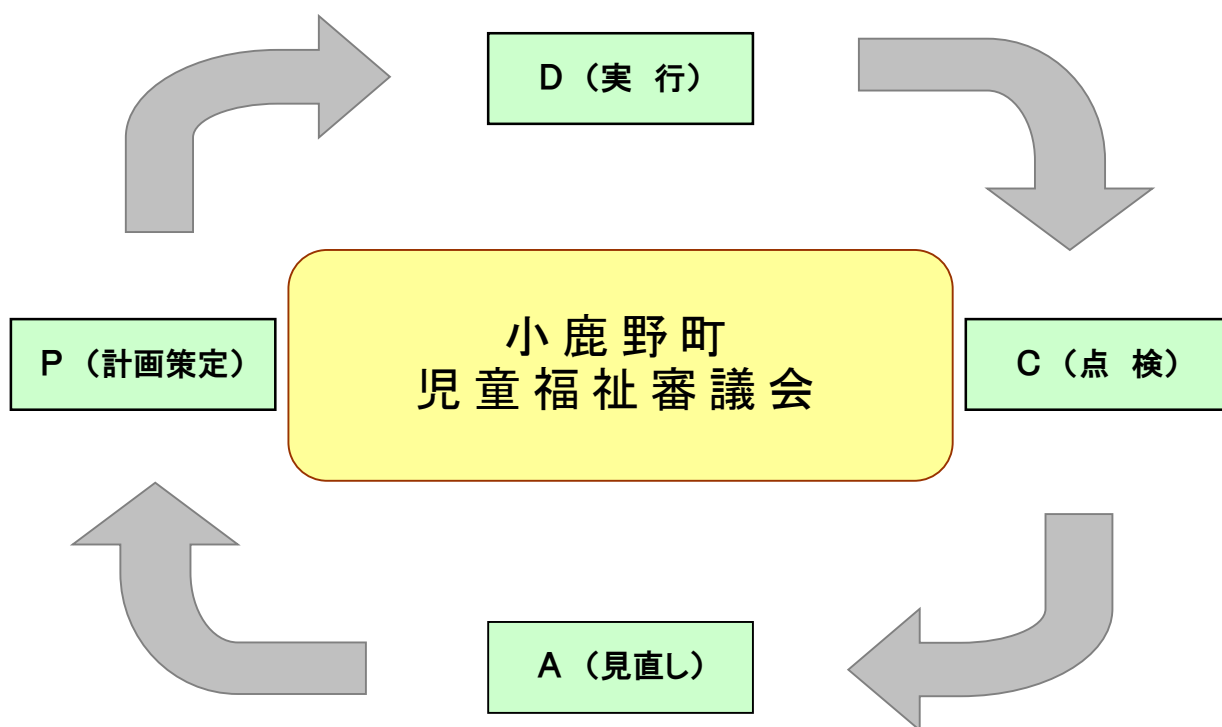 D（実　行）
小鹿野町
児童福祉審議会
P（計画策定）
C（点　検）
A（見直し）